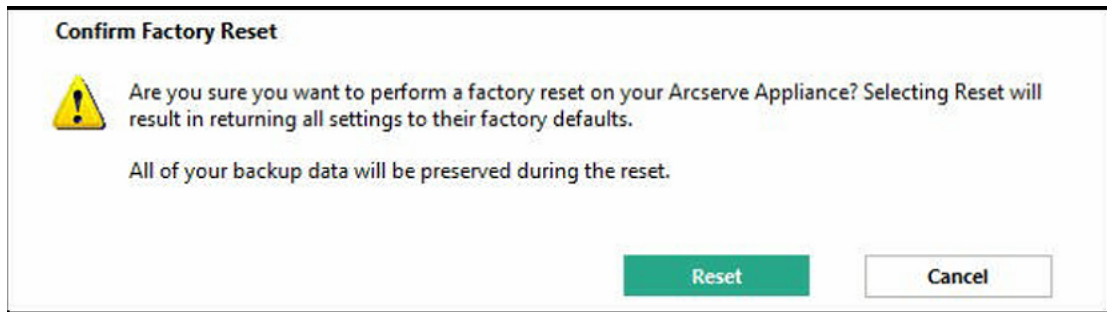 Confirm Factory Reset
Are you sure you want to perform a factory reset on your Arcserve Appliance? Selecting Reset will
result in returning all settings to their factory defaults.
All of your backup data will be preserved during the reset.
Reset
Cancel